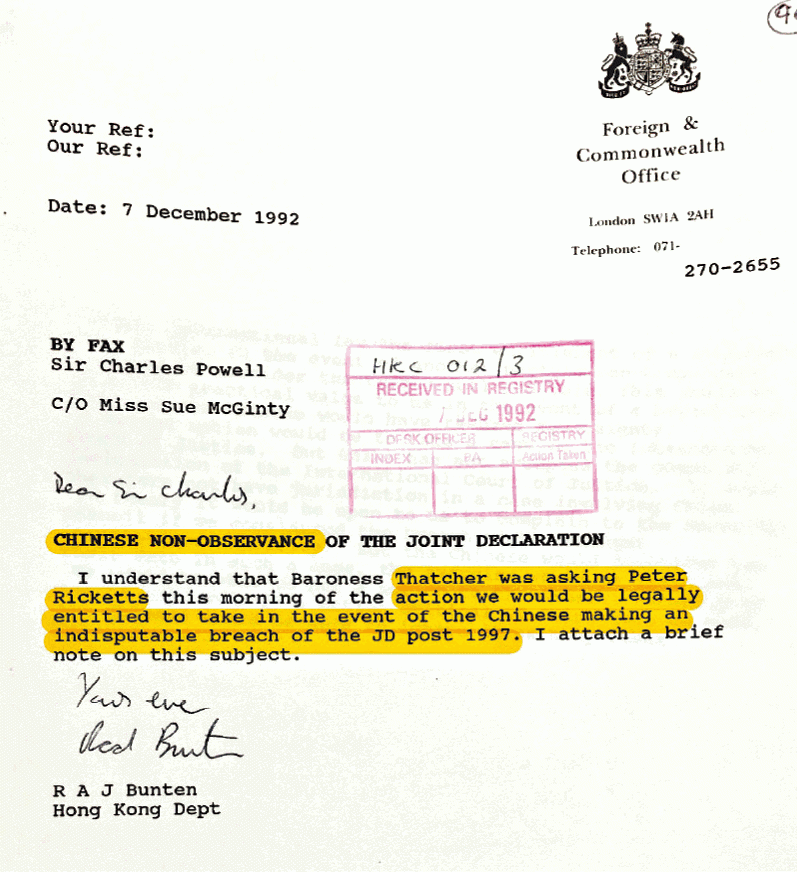 Foreign &
Commonwealth
Office
London SW1A 2AH
Telephone: 071-
270-2655
Your Ref:
Our Ref:
Date: 7 December 1992
BY FAX
Sir Charles Powell
C/O Miss Sue McGinty
HKC 012/3
RECEIVED IN REGISTRY
7 DEC 1992
DESK OFFICER REGISTRY
INDEX PA Action Taken
Dear Sir Charles,
CHINESE NON-OBSERVANCE OF THE JOINT DECLARATION
I understand that Baroness Thatcher was asking Peter
Ricketts this morning of the action we would be legally
entitled to take in the event of the Chinese making an
indisputable breach of the JD post 1997. I attach a brief
note on this subject.
Yours ever
R A J Bunten
Hong Kong Dept